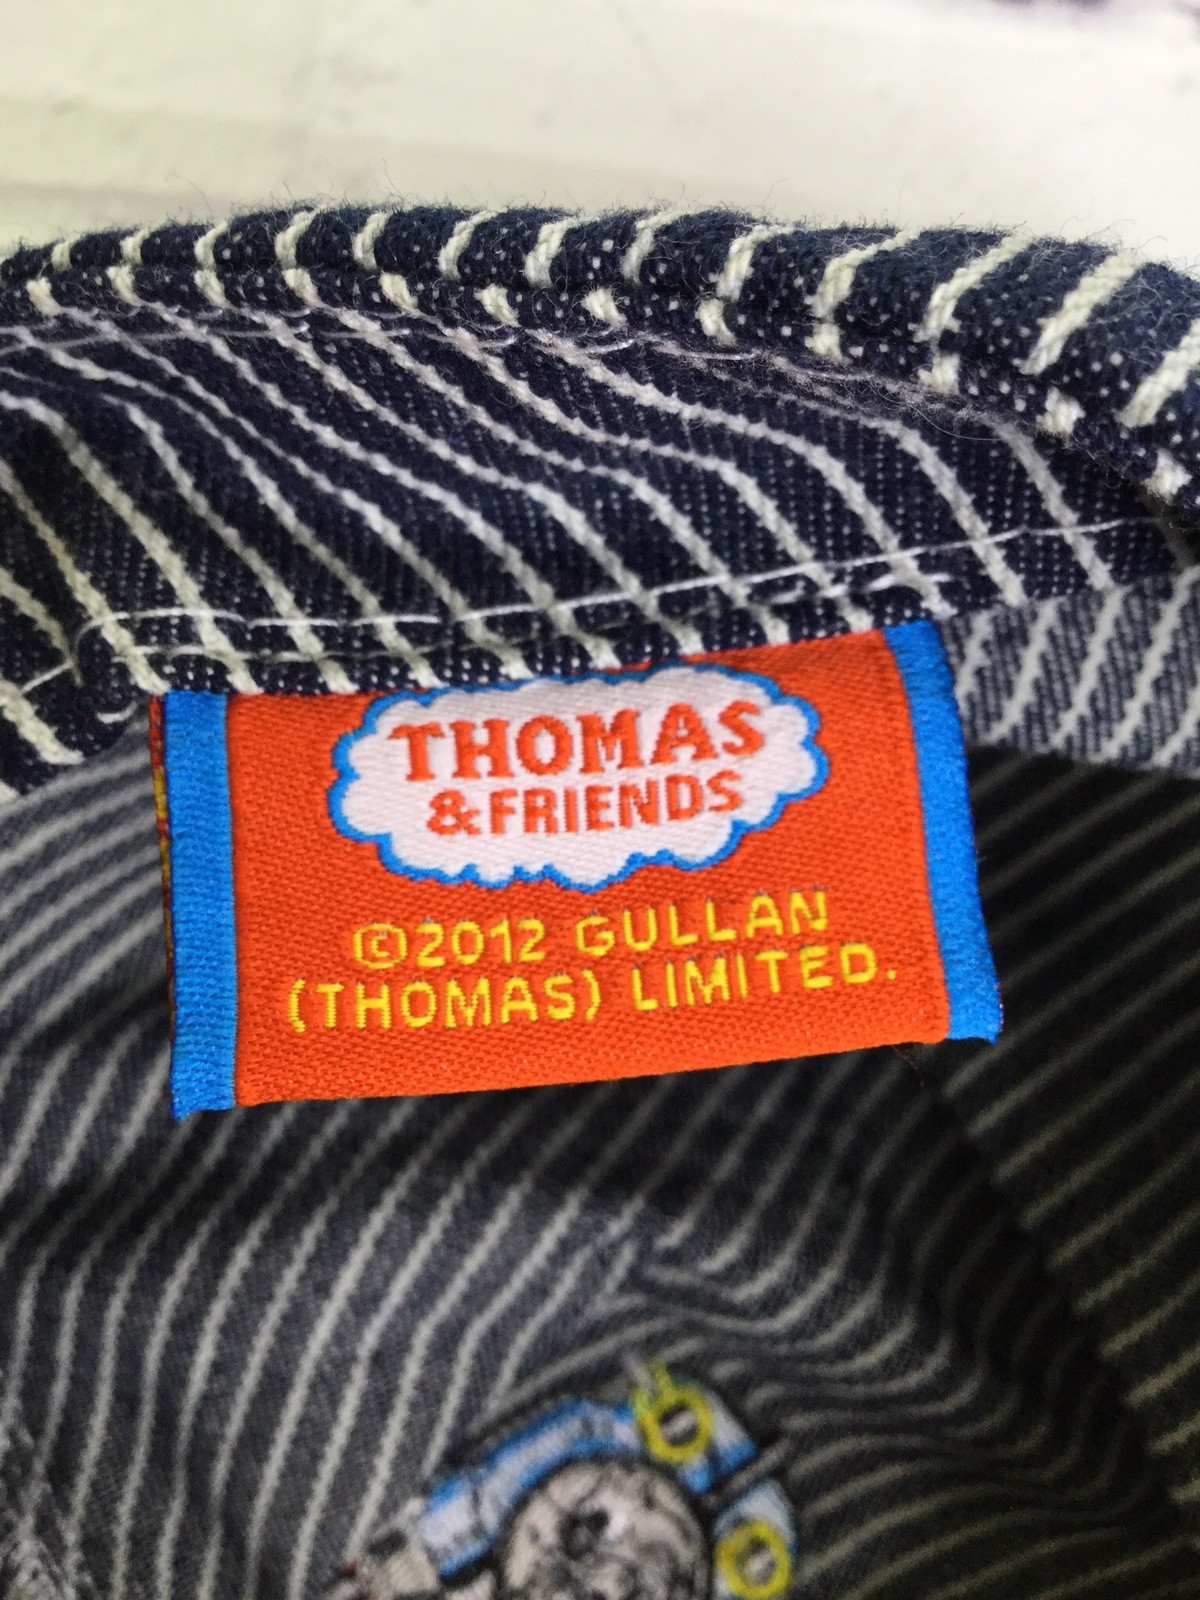 THOMAS
& FRIENDS
©2012 GULLAN
(THOMAS) LIMITED.